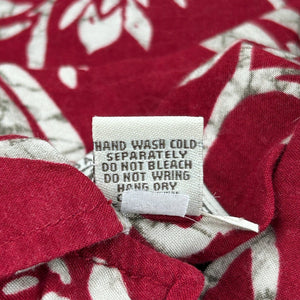 HAND WASH COLD
SEPARATELY
DO NOT BLEACH
DO NOT WRING
HANG DRY